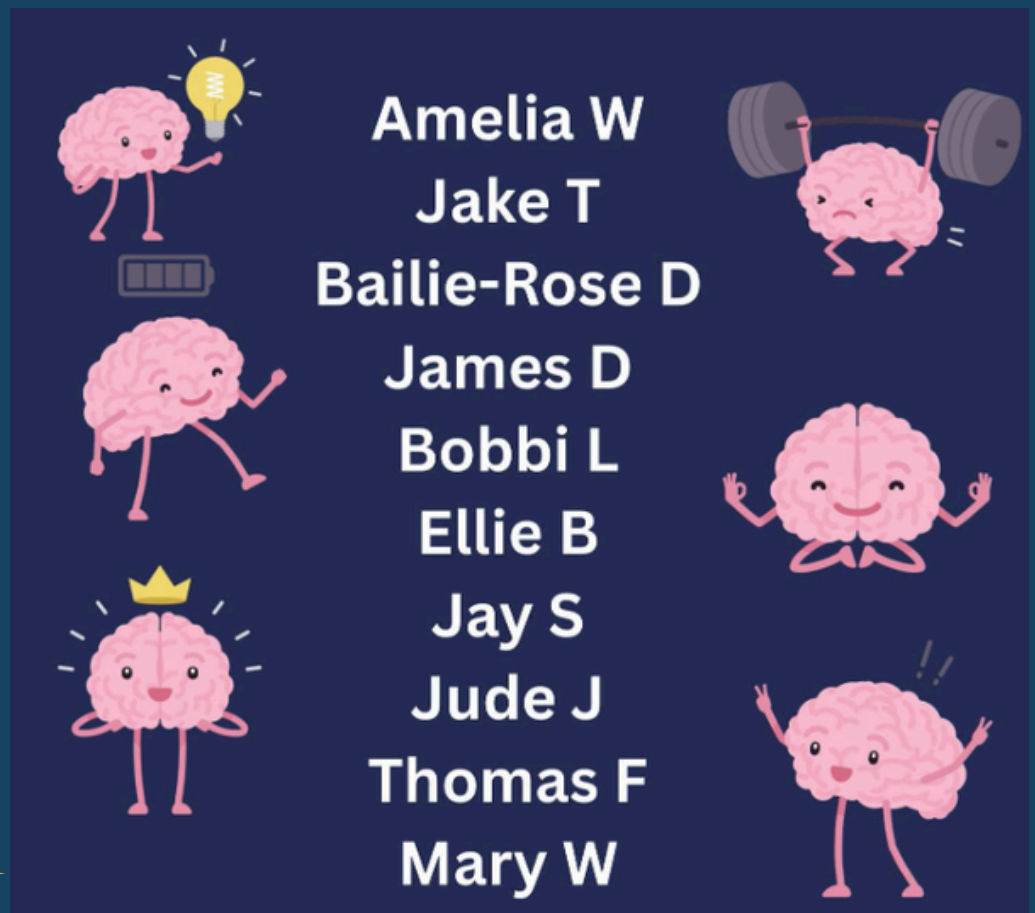 Amelia W
Jake T
Bailie-Rose D
James D
Bobbi L
Ellie B
Jay S
Jude J
Thomas F
Mary W